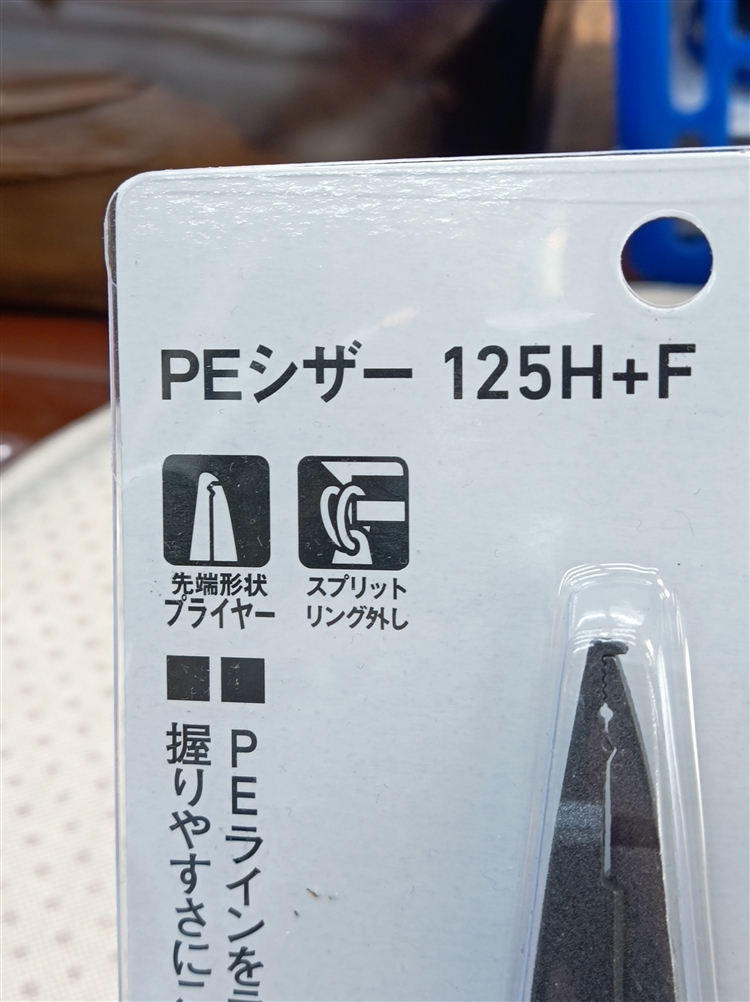 PEシザー 125H+F
先端形状
プライヤー
スプリット
リング外し
■PEラインを
■握りやすさに